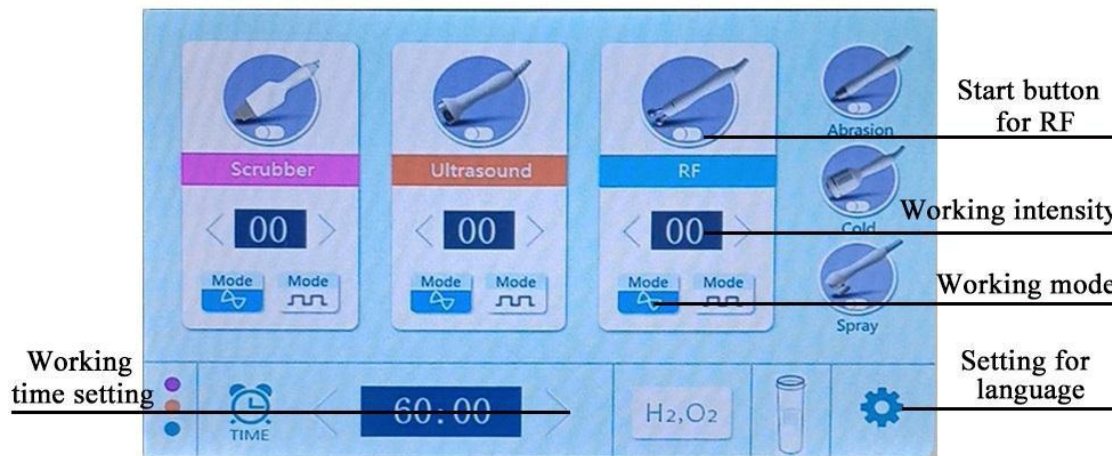 Scrubber
Ultrasound
RF
Abrasion
Cold
Spray
00
00
00
Mode
Mode
Mode
Mode
Mode
Mode
TIME
60:00
H2,O2
Start button
for RF
Working intensity
Working mode
Setting for
language
Working
time setting